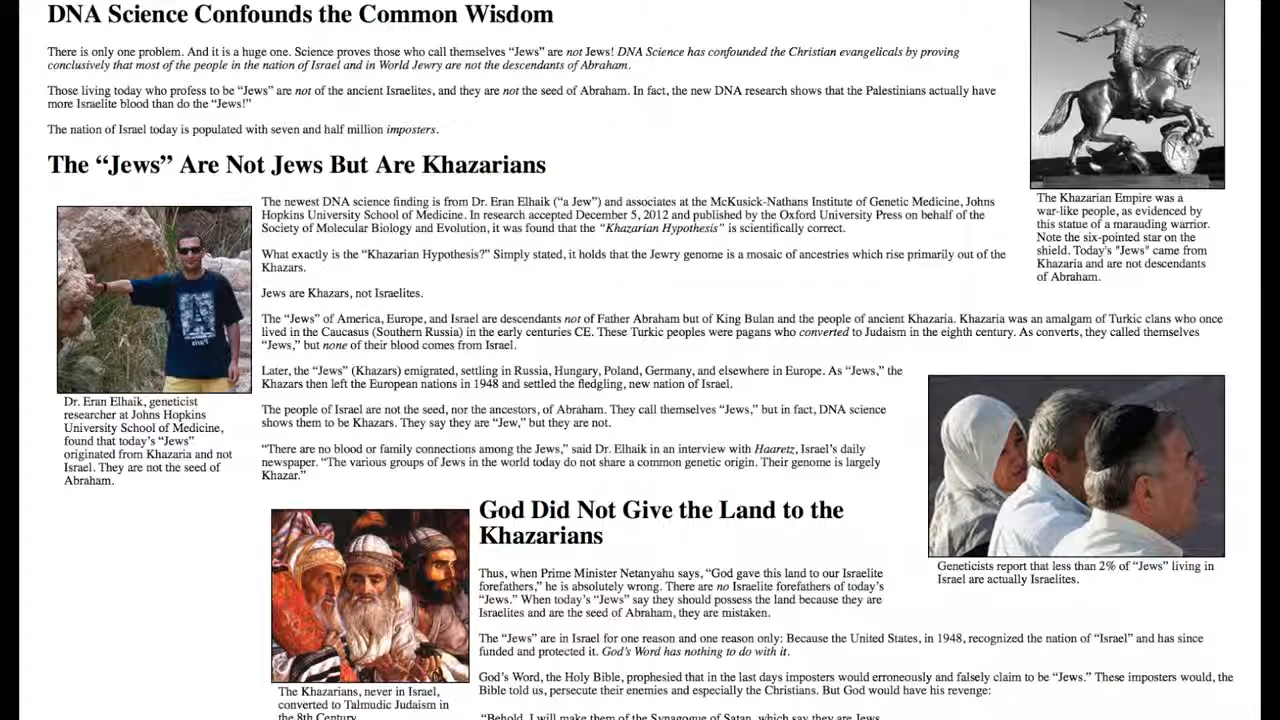 DNA Science Confounds the Common Wisdom
There is only one problem. And it is a huge one. Science proves those who call themselves “Jews” are not Jews! DNA Science has confounded the Christian evangelicals by proving
conclusively that most of the people in the nation of Israel and in World Jewry are not the descendants of Abraham.
Those living today who profess to be “Jews” are not of the ancient Israelites, and they are not the seed of Abraham. In fact, the new DNA research shows that the Palestinians actually have
more Israelite blood than do the “Jews!”
The nation of Israel today is populated with seven and half million imposters.
The “Jews” Are Not Jews But Are Khazarians
The Khazarian Empire was a
war-like people, as evidenced by
this statue of a marauding warrior.
Note the six-pointed star on the
shield. Today's "Jews" came from
Khazaria and are not descendants
of Abraham.
The newest DNA science finding is from Dr. Eran Elhaik (“a Jew”) and associates at the McKusick-Nathans Institute of Genetic Medicine, Johns
Hopkins University School of Medicine. In research accepted December 5, 2012 and published by the Oxford University Press on behalf of the
Society of Molecular Biology and Evolution, it was found that the “Khazarian Hypothesis” is scientifically correct.
What exactly is the “Khazarian Hypothesis?” Simply stated, it holds that the Jewry genome is a mosaic of ancestries which rise primarily out of the
Khazars.
Jews are Khazars, not Israelites.
The “Jews” of America, Europe, and Israel are descendants not of Father Abraham but of King Bulan and the people of ancient Khazaria. Khazaria was an amalgam of Turkic clans who once
lived in the Caucasus (Southern Russia) in the early centuries CE. These Turkic peoples were pagans who converted to Judaism in the eighth century. As converts, they called themselves
“Jews,” but none of their blood comes from Israel.
Later, the “Jews” (Khazars) emigrated, settling in Russia, Hungary, Poland, Germany, and elsewhere in Europe. As “Jews,” the
Khazars then left the European nations in 1948 and settled the fledgling, new nation of Israel.
The people of Israel are not the seed, nor the ancestors, of Abraham. They call themselves “Jews,” but in fact, DNA science
shows them to be Khazars. They say they are “Jew,” but they are not.
“There are no blood or family connections among the Jews,” said Dr. Elhaik in an interview with Haaretz, Israel’s daily
newspaper. “The various groups of Jews in the world today do not share a common genetic origin. Their genome is largely
Khazar.”
Dr. Eran Elhaik, geneticist
researcher at Johns Hopkins
University School of Medicine,
found that today’s “Jews”
originated from Khazaria and not
Israel. They are not the seed of
Abraham.
Geneticists report that less than 2% of “Jews” living in
Israel are actually Israelites.
God Did Not Give the Land to the
Khazarians
Thus, when Prime Minister Netanyahu says, “God gave this land to our Israelite
forefathers,” he is absolutely wrong. There are no Israelite forefathers of today’s
“Jews.” When today’s “Jews” say they should possess the land because they are
Israelites and are the seed of Abraham, they are mistaken.
The “Jews” are in Israel for one reason and one reason only: Because the United States, in 1948, recognized the nation of “Israel” and has since
funded and protected it. God’s Word has nothing to do with it.
God’s Word, the Holy Bible, prophesied that in the last days imposters would erroneously and falsely claim to be “Jews.” These imposters would, the
Bible told us, persecute their enemies and especially the Christians. But God would have his revenge:
“Behold, I will make them of the Synagogue of Satan, which say they are Jews
The Khazarians, never in Israel,
converted to Talmudic Judaism in
the 8th Century